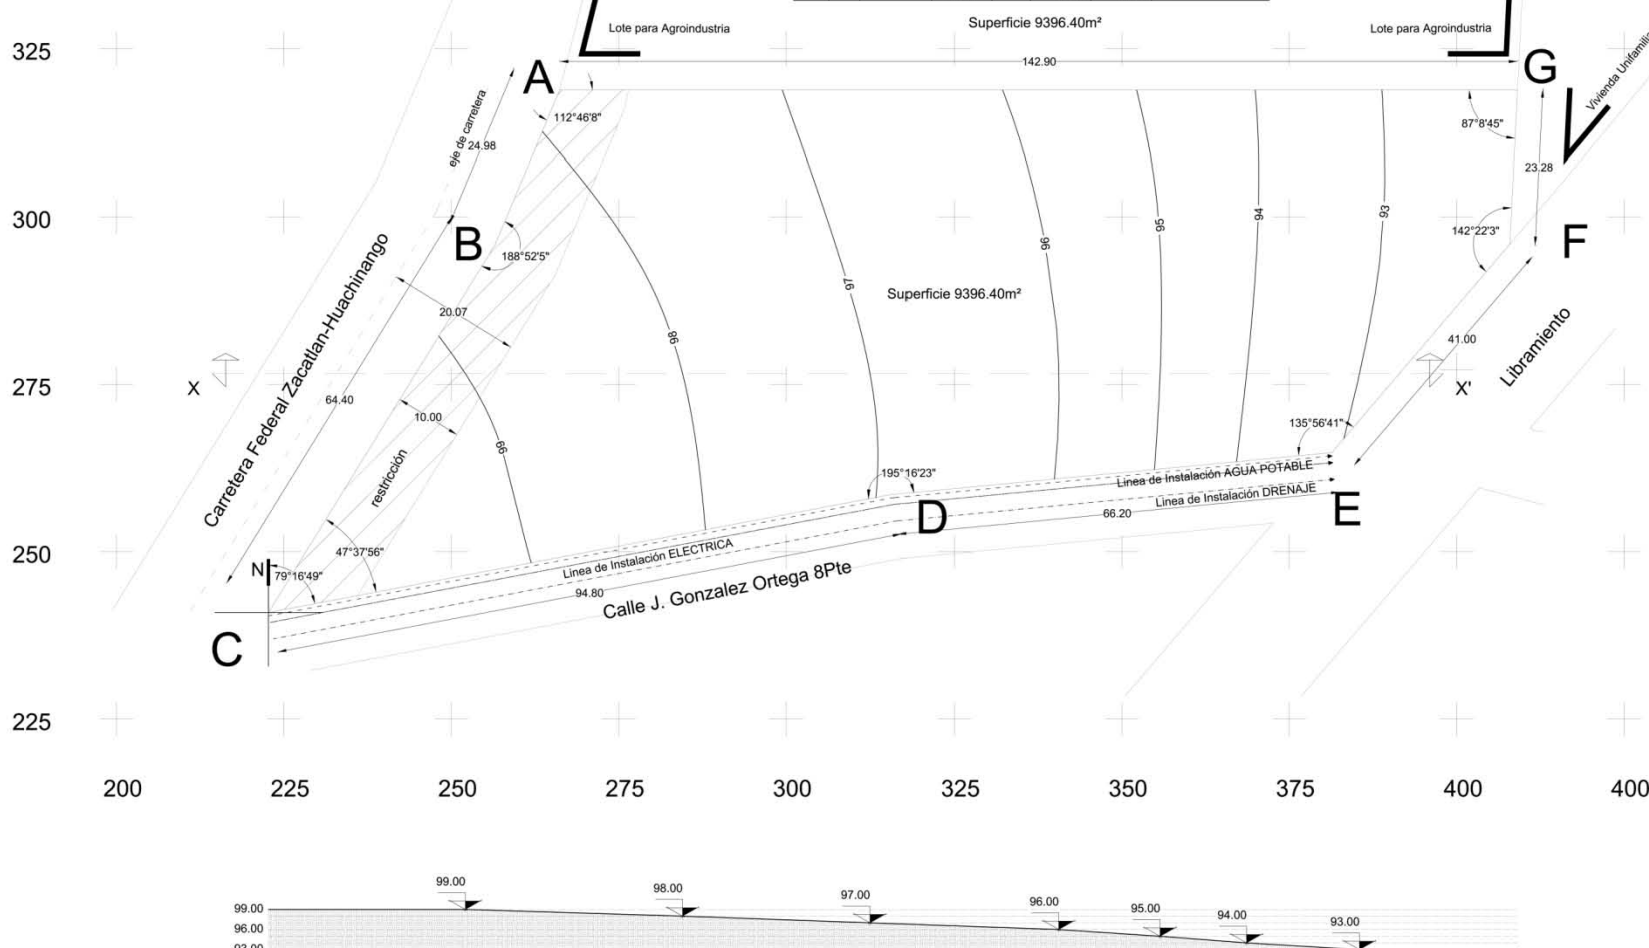 325
Lote para Agroindustria
Superficie 9396.40m²
Lote para Agroindustria
142.90
A
G
Vivienda Unifamiliar
112°46'8"
87°8'45"
eje de carretera
24.98
23.28
300
B
188°52'5"
142°22'3"
F
93
94
95
96
97
98
99
Superficie 9396.40m²
20.07
Carretera Federal Zacatlan-Huachinango
41.00
Libramiento
275
X
X'
64.40
10.00
restricción
135°56'41"
195°16'23"
Linea de Instalación AGUA POTABLE
Linea de Instalación DRENAJE
D
E
66.20
250
47°37'56"
N
79°16'49"
Linea de Instalación ELECTRICA
94.80
Calle J. Gonzalez Ortega 8Pte
C
225
200 225 250 275 300 325 350 375 400 400
99.00 98.00 97.00 96.00 95.00 94.00 93.00
99.00
96.00
93.00